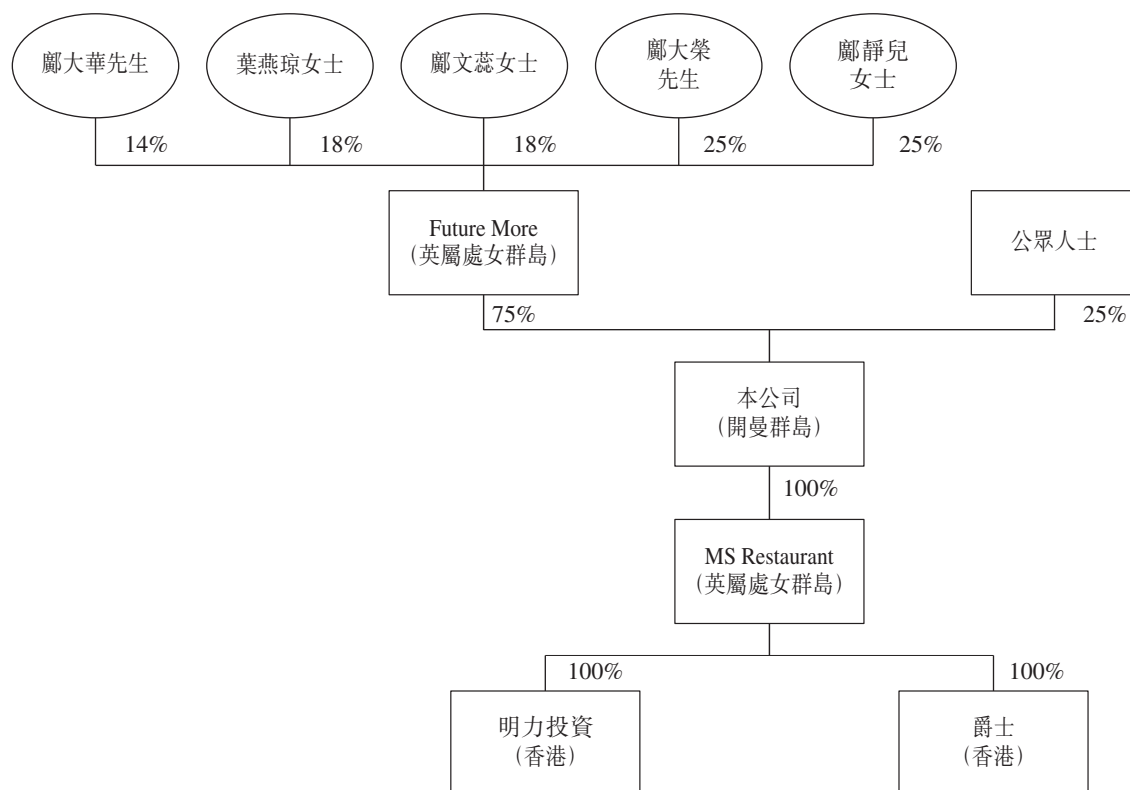 鄺大華先生
葉燕琼女士
鄺文蕊女士
鄺大榮
先生
鄺靜兒
女士
14%
18%
18%
25%
25%
Future More
(英屬處女群島)
公眾人士
75%
25%
本公司
(開曼群島)
100%
MS Restaurant
(英屬處女群島)
100%
100%
明力投資
(香港)
爵士
(香港)